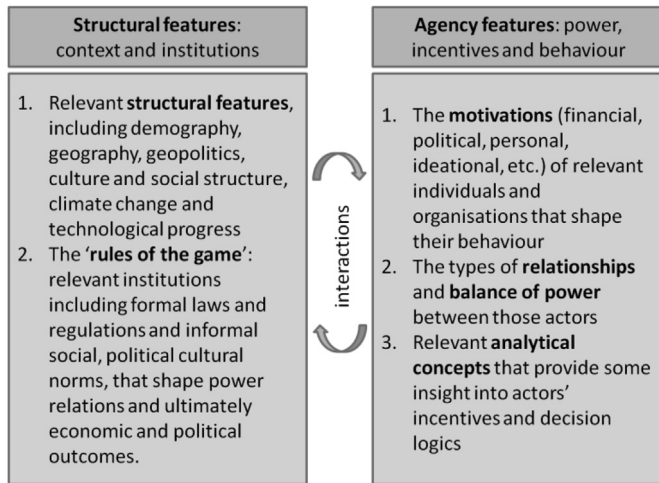 Structural features:
context and institutions
1. Relevant structural features,
including demography,
geography, geopolitics,
culture and social structure,
climate change and
technological progress
2. The ‘rules of the game’:
relevant institutions
including formal laws and
regulations and informal
social, political cultural
norms, that shape power
relations and ultimately
economic and political
outcomes.
interactions
Agency features: power,
incentives and behaviour
1. The motivations (financial,
political, personal,
ideational, etc.) of relevant
individuals and
organisations that shape
their behaviour
2. The types of relationships
and balance of power
between those actors
3. Relevant analytical
concepts that provide some
insight into actors’
incentives and decision
logics